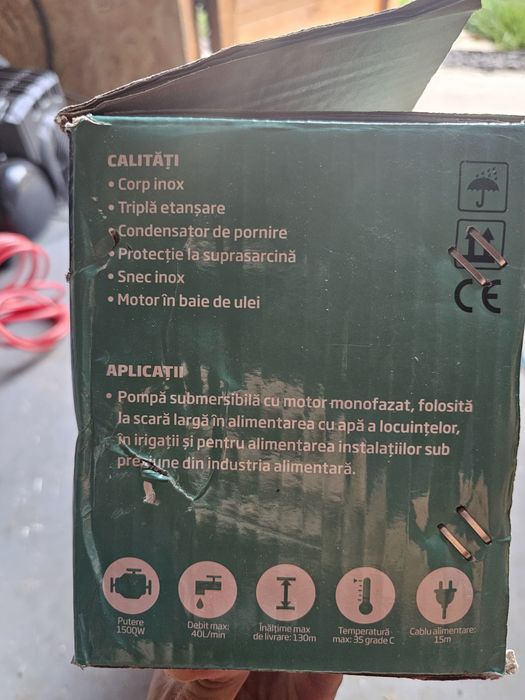 CALITĂȚI
• Corp inox
• Triplă etanșare
• Condensator de pornire
• Protecție la suprasarcină
• Snec inox
• Motor în baie de ulei
CE
APLICAȚII
• Pompă submersibilă cu motor monofazat, folosită
la scară largă în alimentarea cu apă a locuințelor,
în irigații și pentru alimentarea instalațiilor sub
presiune din industria alimentară.
Putere
1500W
Debit max:
40L/min
Înălțime max
de livrare: 130m
Temperatură
max: 35 grade C
Cablu alimentare:
15m